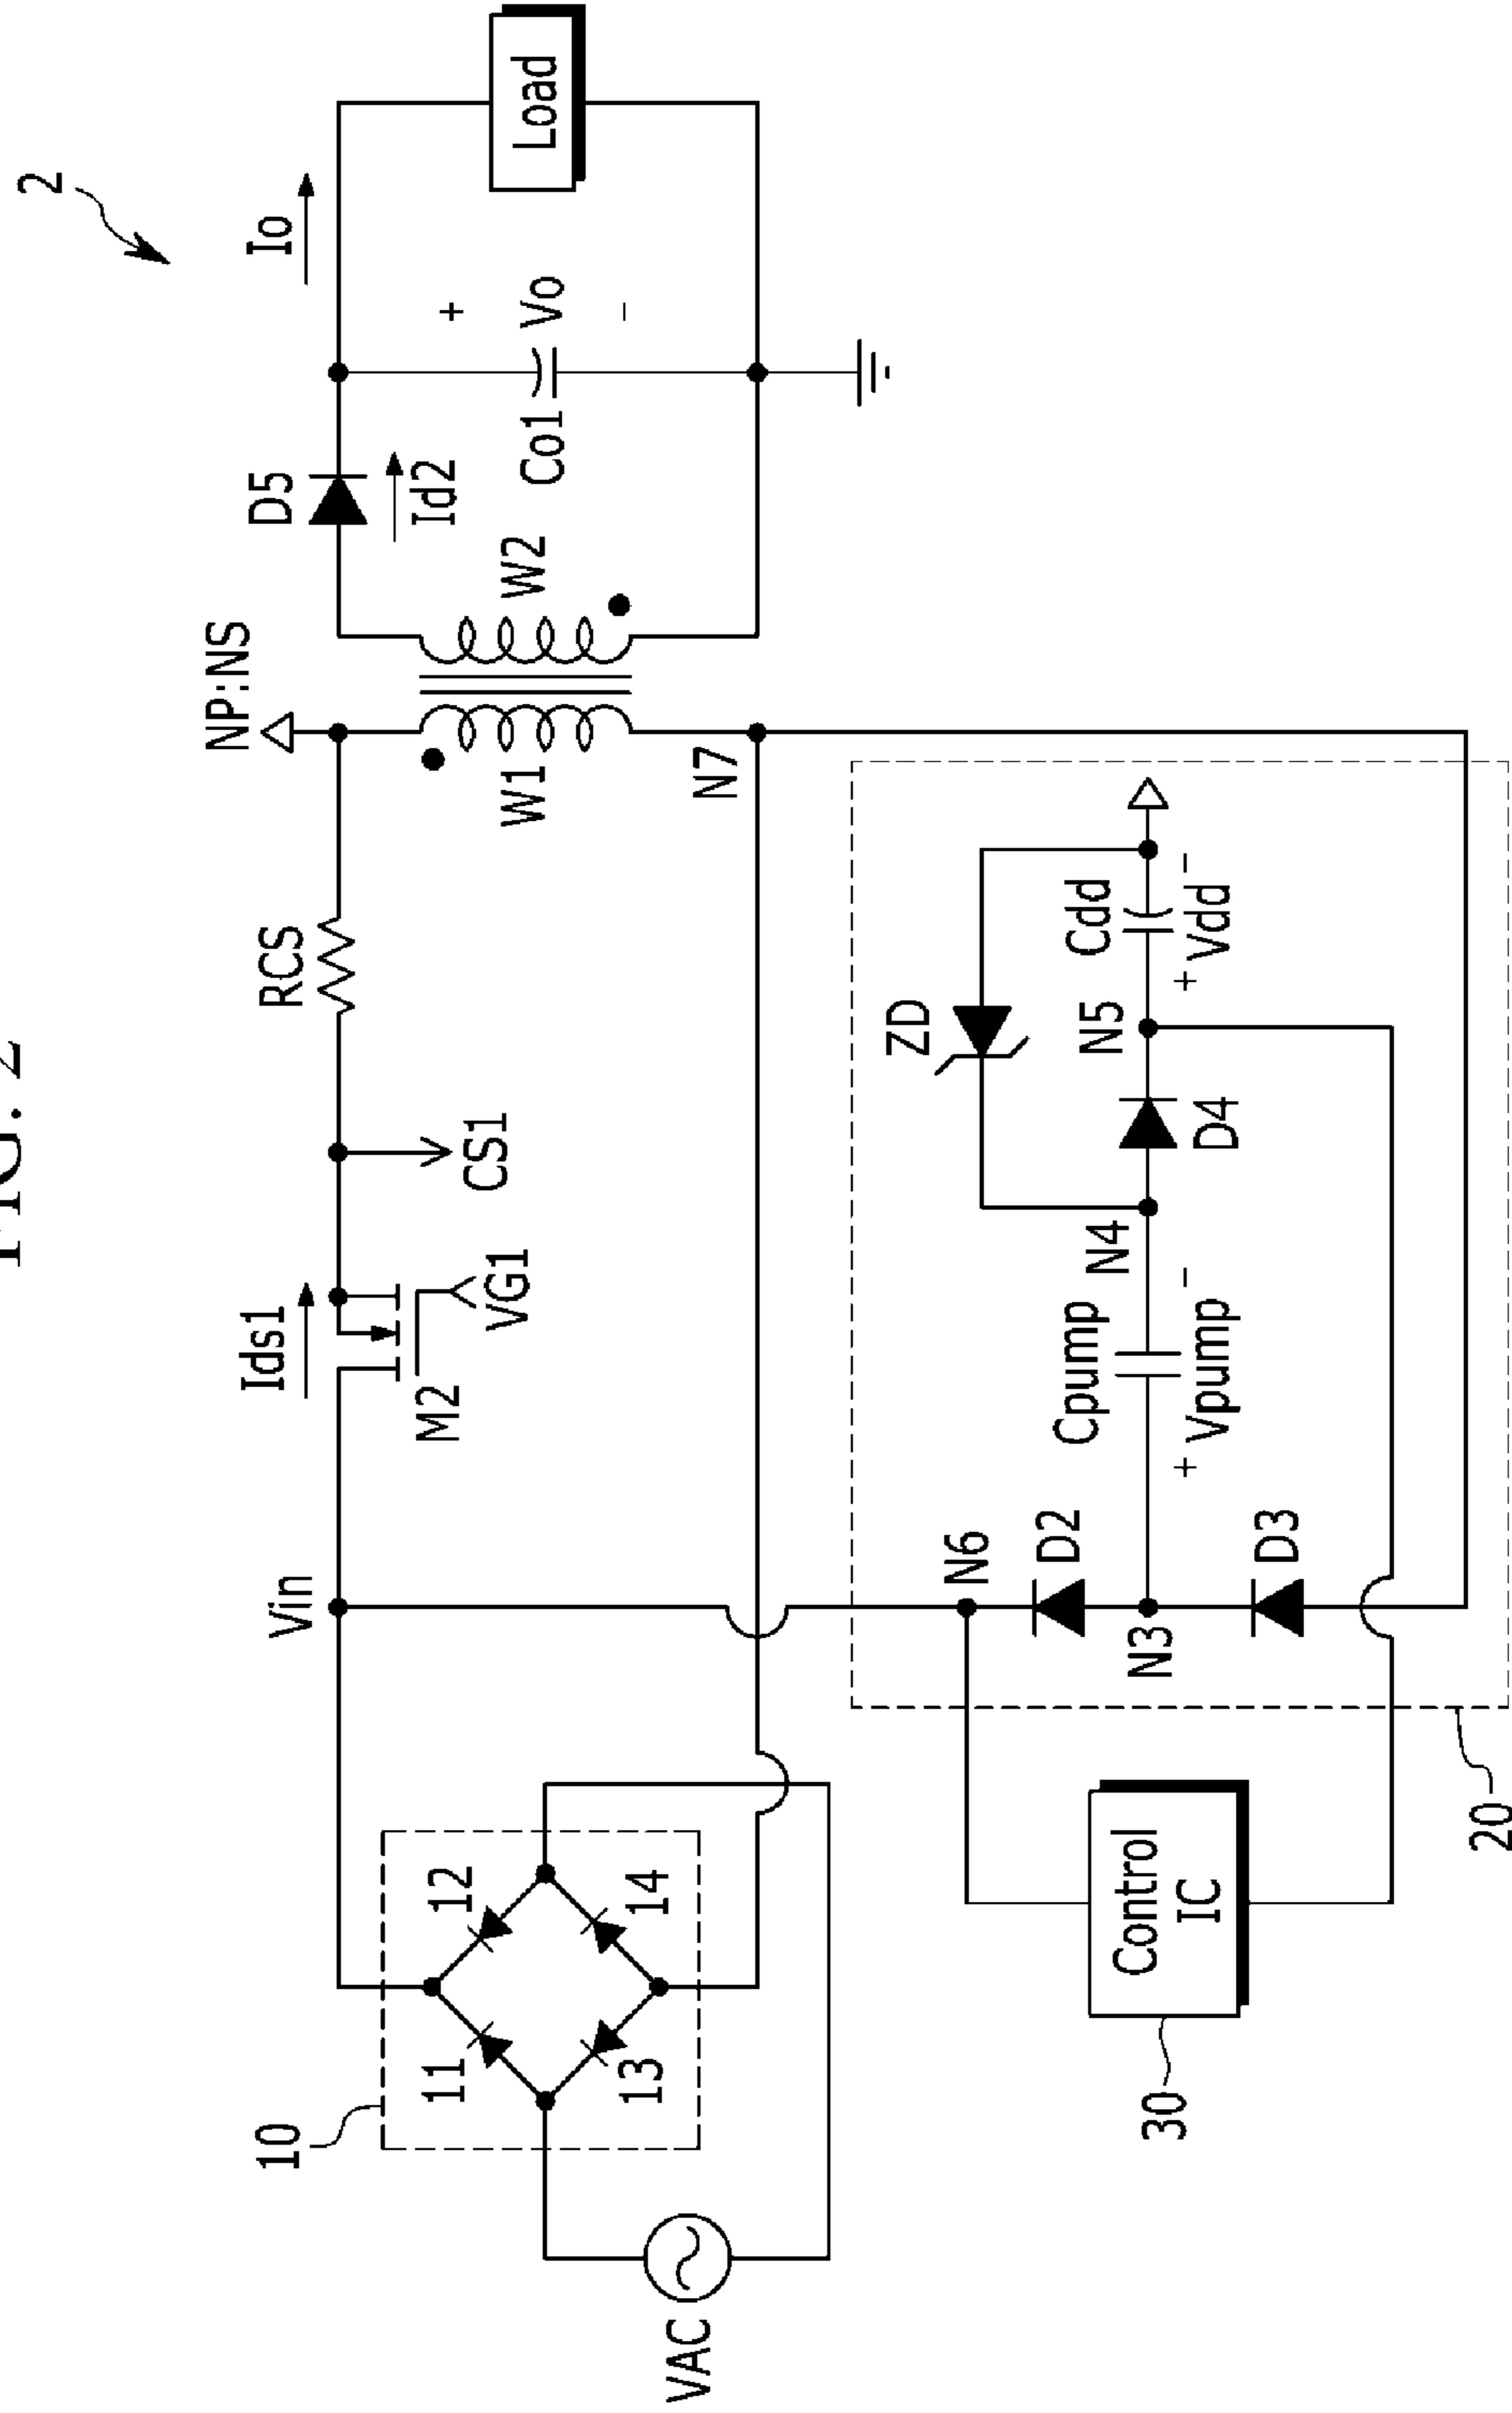 FIG. 2
2
NP:NS
Vin
Ids1
RCS
D5
Io
10
M2
VG1
CS1
Id2
11
12
W1
W2
Co1
+
Vo
−
Load
13
14
VAC
N7
N6
ZD
D2
Cpump
N4
N5
Cdd
Control
IC
30
N3
+
Vpump
−
D4
+
Vdd
−
D3
20